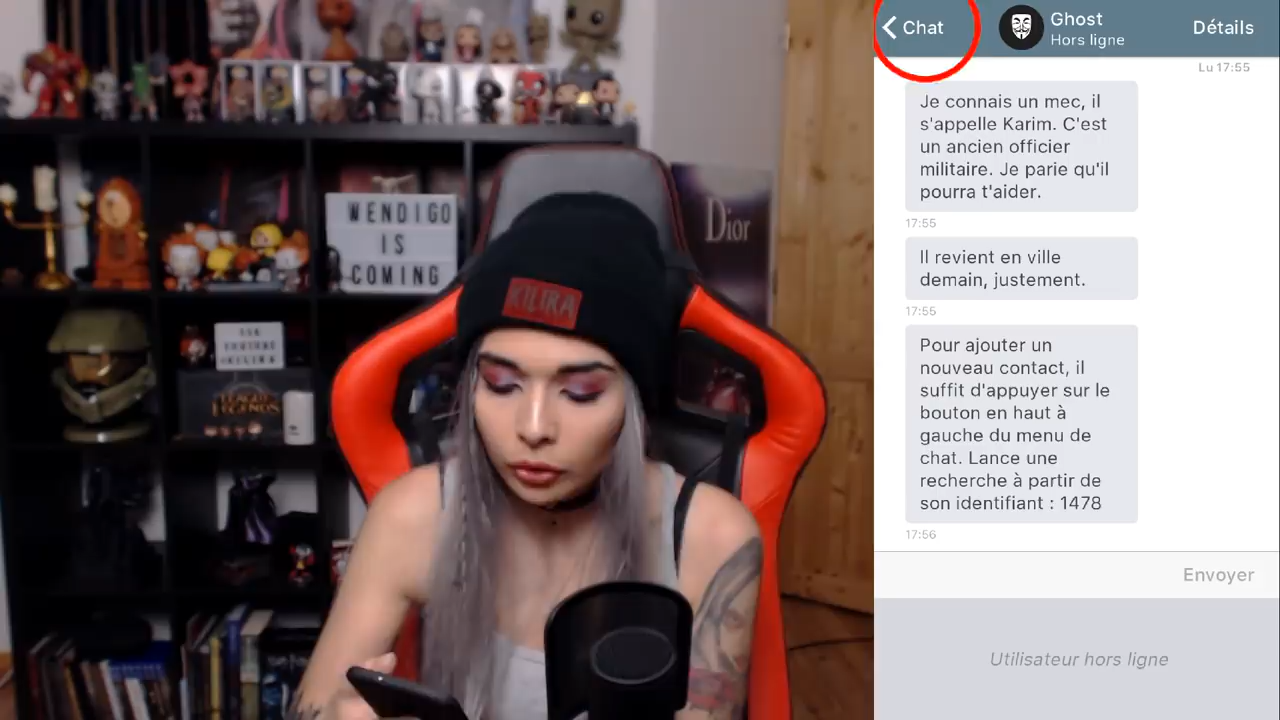 Chat
Ghost
Hors ligne
Détails
Lu 17:55
Je connais un mec, il
s'appelle Karim. C'est
un ancien officier
militaire. Je parie qu'il
pourra t'aider.
17:55
Il revient en ville
demain, justement.
17:55
Pour ajouter un
nouveau contact, il
suffit d'appuyer sur le
bouton en haut à
gauche du menu de
chat. Lance une
recherche à partir de
son identifiant : 1478
17:56
Envoyer
Utilisateur hors ligne
WENDIGO
IS
COMING
Dior
KILIRA
YOUTUBE
LEAGUE OF
LEGENDS